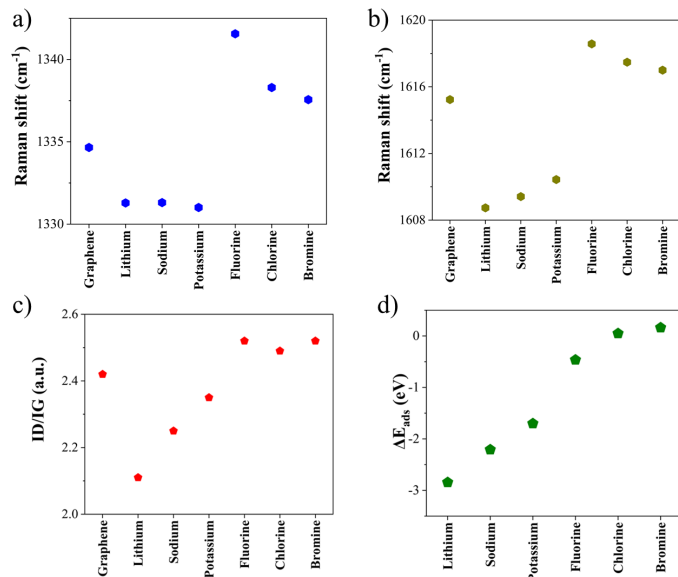 a)
Raman shift (cm⁻¹)
1340
1335
1330
Graphene
Lithium
Sodium
Potassium
Fluorine
Chlorine
Bromine
b)
Raman shift (cm⁻¹)
1620
1616
1612
1608
Graphene
Lithium
Sodium
Potassium
Fluorine
Chlorine
Bromine
c)
ID/IG (a.u.)
2.6
2.4
2.2
2.0
Graphene
Lithium
Sodium
Potassium
Fluorine
Chlorine
Bromine
d)
ΔE_ads (eV)
0
-1
-2
-3
Lithium
Sodium
Potassium
Fluorine
Chlorine
Bromine